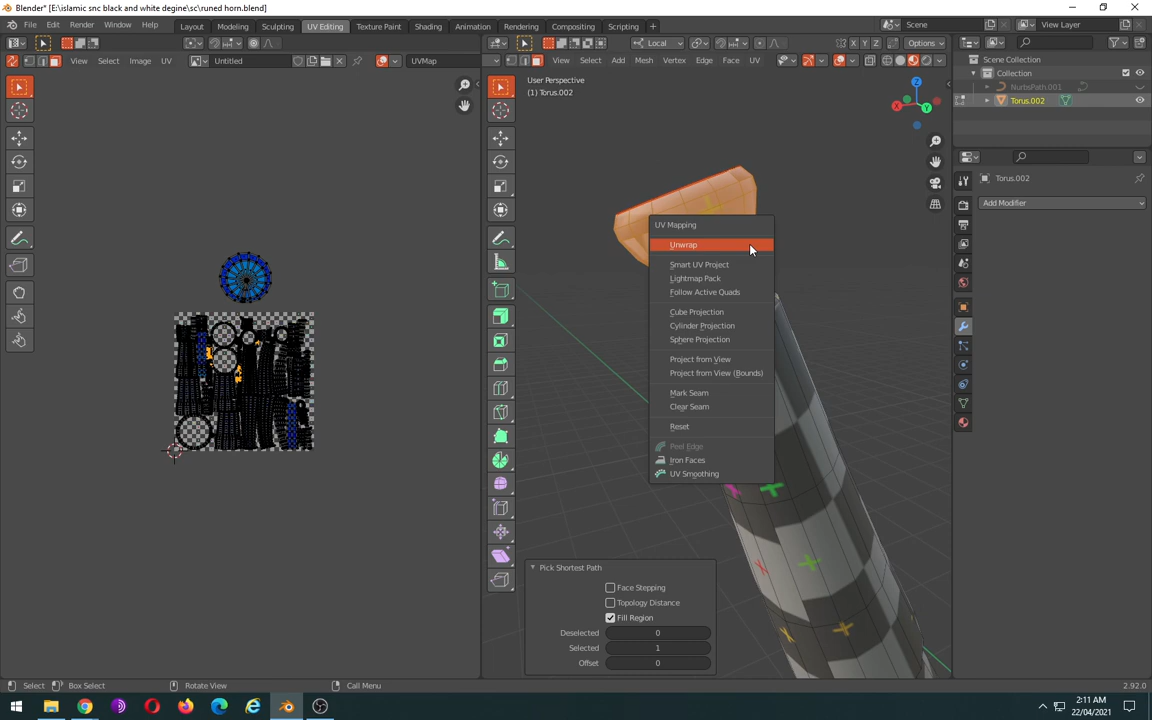 Blender* [E:\islamic snc black and white degine\sc\runed horn.blend]
File Edit Render Window Help Layout Modeling Sculpting UV Editing Texture Paint Shading Animation Rendering Compositing Scripting + Scene View Layer
Local Options
View Select Image UV Untitled UVMap View Select Add Mesh Vertex Edge Face UV X Y Z
User Perspective
(1) Torus.002
Scene Collection
Collection
NurbsPath.001
Torus.002
Torus.002
Add Modifier
Z
X
Y
UV Mapping
Unwrap
Smart UV Project
Lightmap Pack
Follow Active Quads
Cube Projection
Cylinder Projection
Sphere Projection
Project from View
Project from View (Bounds)
Mark Seam
Clear Seam
Reset
Peel Edge
Iron Faces
UV Smoothing
Pick Shortest Path
Face Stepping
Topology Distance
Fill Region
Deselected 0
Selected 1
Offset 0
Select Box Select Rotate View Call Menu 2.92.0
2:11 AM
22/04/2021